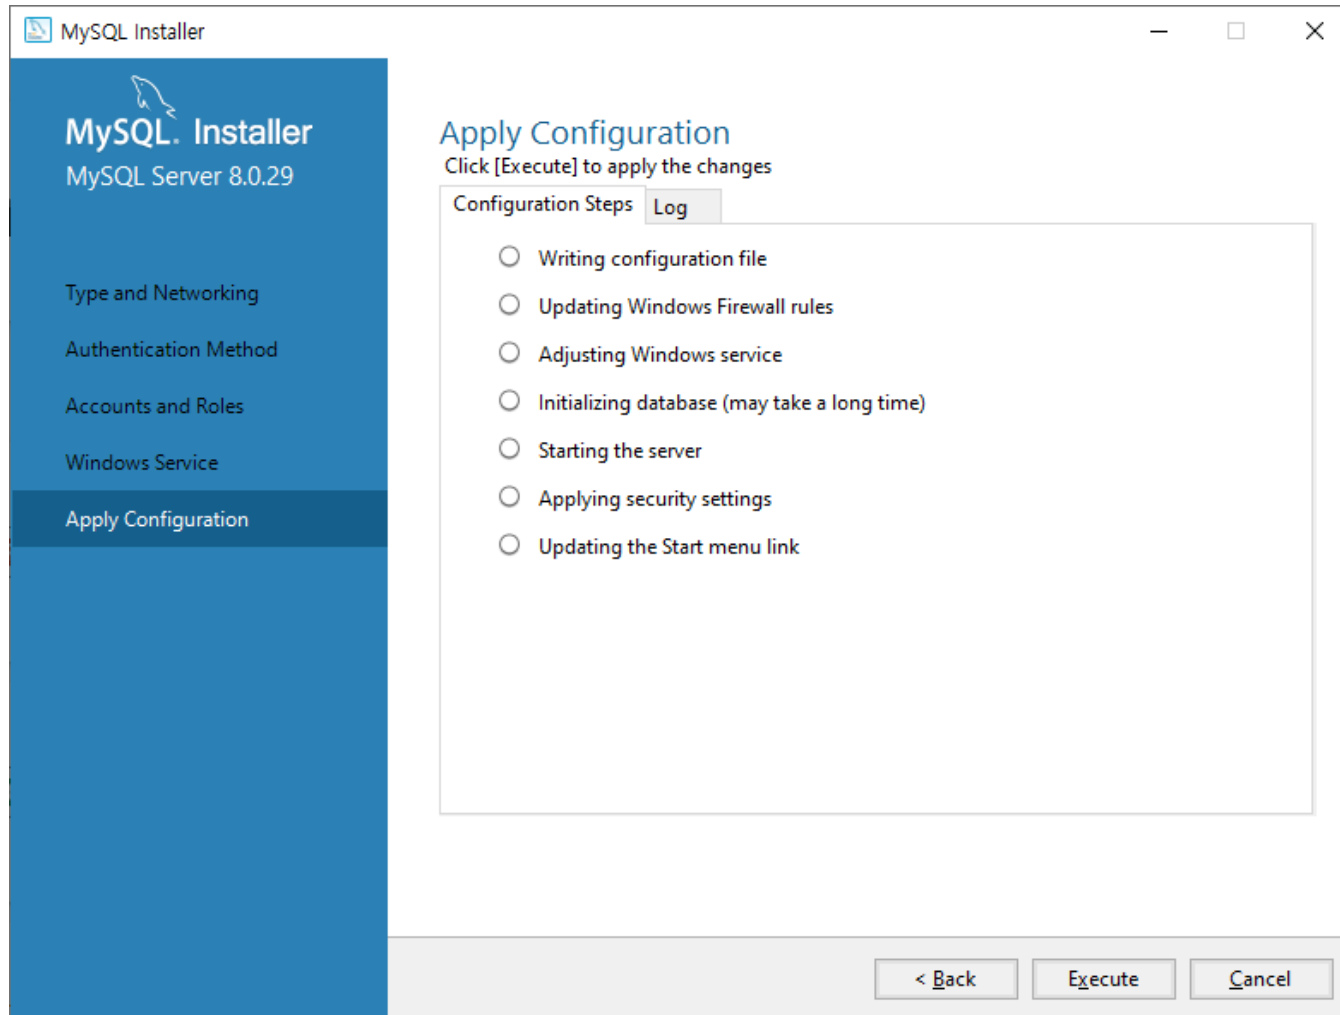 MySQL Installer
MySQL. Installer
MySQL Server 8.0.29
Type and Networking
Authentication Method
Accounts and Roles
Windows Service
Apply Configuration
Apply Configuration
Click [Execute] to apply the changes
Configuration Steps Log
Writing configuration file
Updating Windows Firewall rules
Adjusting Windows service
Initializing database (may take a long time)
Starting the server
Applying security settings
Updating the Start menu link
< Back Execute Cancel